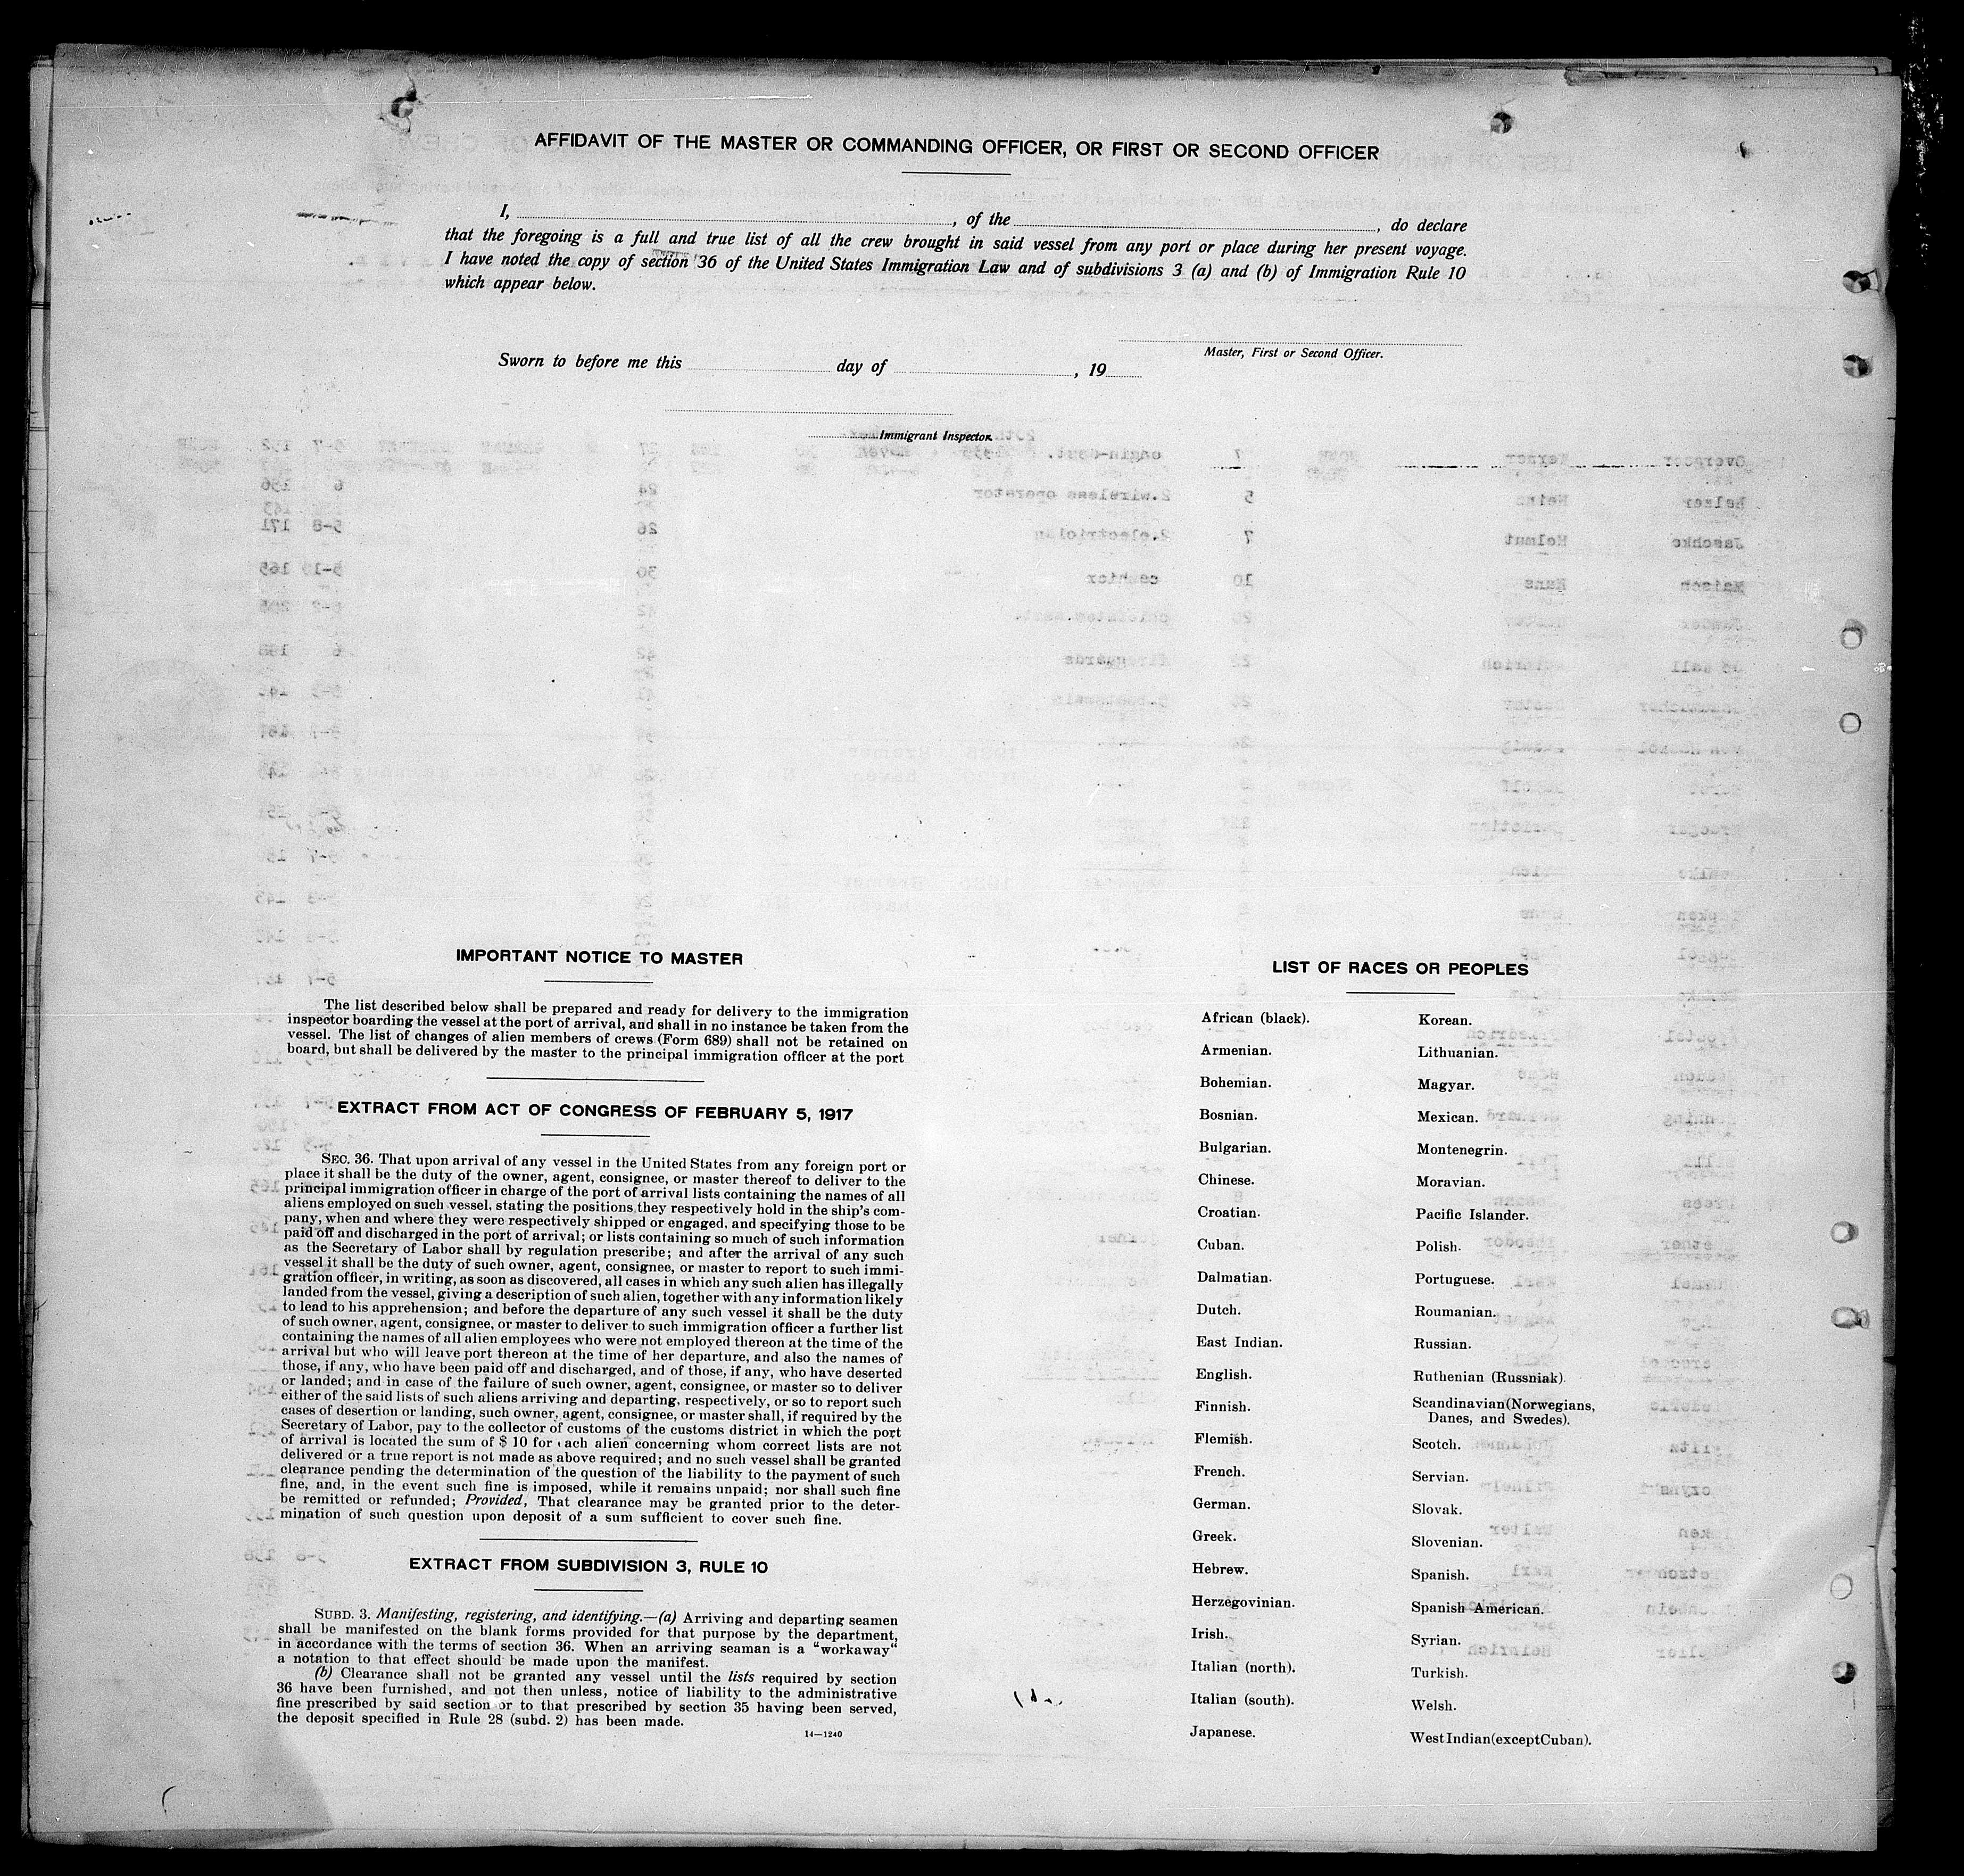 AFFIDAVIT OF THE MASTER OR COMMANDING OFFICER, OR FIRST OR SECOND OFFICER
I, , of the , do declare
that the foregoing is a full and true list of all the crew brought in said vessel from any port or place during her present voyage.
I have noted the copy of section 36 of the United States Immigration Law and of subdivisions 3 (a) and (b) of Immigration Rule 10
which appear below.
Master, First or Second Officer.
Sworn to before me this day of , 19
Immigrant Inspector.
IMPORTANT NOTICE TO MASTER
The list described below shall be prepared and ready for delivery to the immigration
inspector boarding the vessel at the port of arrival, and shall in no instance be taken from the
vessel. The list of changes of alien members of crews (Form 689) shall not be retained on
board, but shall be delivered by the master to the principal immigration officer at the port
EXTRACT FROM ACT OF CONGRESS OF FEBRUARY 5, 1917
SEC. 36. That upon arrival of any vessel in the United States from any foreign port or
place it shall be the duty of the owner, agent, consignee, or master thereof to deliver to the
principal immigration officer in charge of the port of arrival lists containing the names of all
aliens employed on such vessel, stating the positions they respectively hold in the ship's com-
pany, when and where they were respectively shipped or engaged, and specifying those to be
paid off and discharged in the port of arrival; or lists containing so much of such information
as the Secretary of Labor shall by regulation prescribe; and after the arrival of any such
vessel it shall be the duty of such owner, agent, consignee, or master to report to such immi-
gration officer, in writing, as soon as discovered, all cases in which any such alien has illegally
landed from the vessel, giving a description of such alien, together with any information likely
to lead to his apprehension; and before the departure of any such vessel it shall be the duty
of such owner, agent, consignee, or master to deliver to such immigration officer a further list
containing the names of all alien employees who were not employed thereon at the time of the
arrival but who will leave port thereon at the time of her departure, and also the names of
those, if any, who have been paid off and discharged, and of those, if any, who have deserted
or landed; and in case of the failure of such owner, agent, consignee, or master so to deliver
either of the said lists of such aliens arriving and departing, respectively, or so to report such
cases of desertion or landing, such owner, agent, consignee, or master shall, if required by the
Secretary of Labor, pay to the collector of customs of the customs district in which the port
of arrival is located the sum of $ 10 for ach alien concerning whom correct lists are not
delivered or a true report is not made as above required; and no such vessel shall be granted
clearance pending the determination of the question of the liability to the payment of such
fine, and, in the event such fine is imposed, while it remains unpaid; nor shall such fine
be remitted or refunded; Provided, That clearance may be granted prior to the deter-
mination of such question upon deposit of a sum sufficient to cover such fine.
EXTRACT FROM SUBDIVISION 3, RULE 10
SUBD. 3. Manifesting, registering, and identifying.—(a) Arriving and departing seamen
shall be manifested on the blank forms provided for that purpose by the department,
in accordance with the terms of section 36. When an arriving seaman is a "workaway"
a notation to that effect should be made upon the manifest.
(b) Clearance shall not be granted any vessel until the lists required by section
36 have been furnished, and not then unless, notice of liability to the administrative
fine prescribed by said section or to that prescribed by section 35 having been served,
the deposit specified in Rule 28 (subd. 2) has been made.
14—1240
LIST OF RACES OR PEOPLES
African (black).
Armenian.
Bohemian.
Bosnian.
Bulgarian.
Chinese.
Croatian.
Cuban.
Dalmatian.
Dutch.
East Indian.
English.
Finnish.
Flemish.
French.
German.
Greek.
Hebrew.
Herzegovinian.
Irish.
Italian (north).
Italian (south).
Japanese.
Korean.
Lithuanian.
Magyar.
Mexican.
Montenegrin.
Moravian.
Pacific Islander.
Polish.
Portuguese.
Roumanian.
Russian.
Ruthenian (Russniak).
Scandinavian (Norwegians,
Danes, and Swedes).
Scotch.
Servian.
Slovak.
Slovenian.
Spanish.
Spanish American.
Syrian.
Turkish.
Welsh.
West Indian (except Cuban).